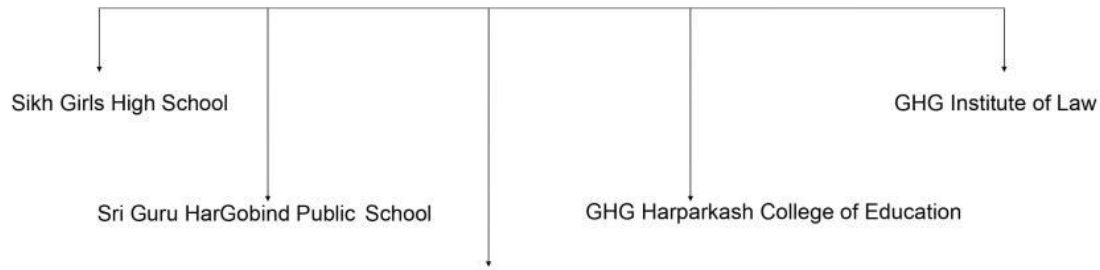 Sikh Girls High School
GHG Institute of Law
Sri Guru HarGobind Public School
GHG Harparkash College of Education